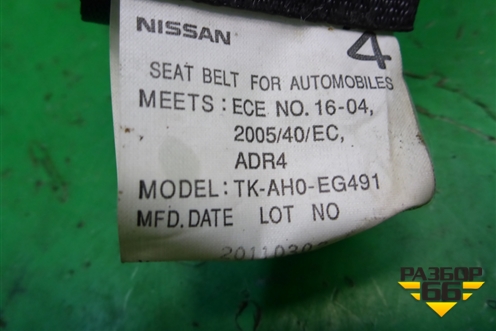 NISSAN
4
SEAT BELT FOR AUTOMOBILES
MEETS: ECE NO. 16-04,
2005/40/EC,
ADR4
MODEL: TK-AH0-EG491
MFD. DATE LOT NO
РАЗБОР
66